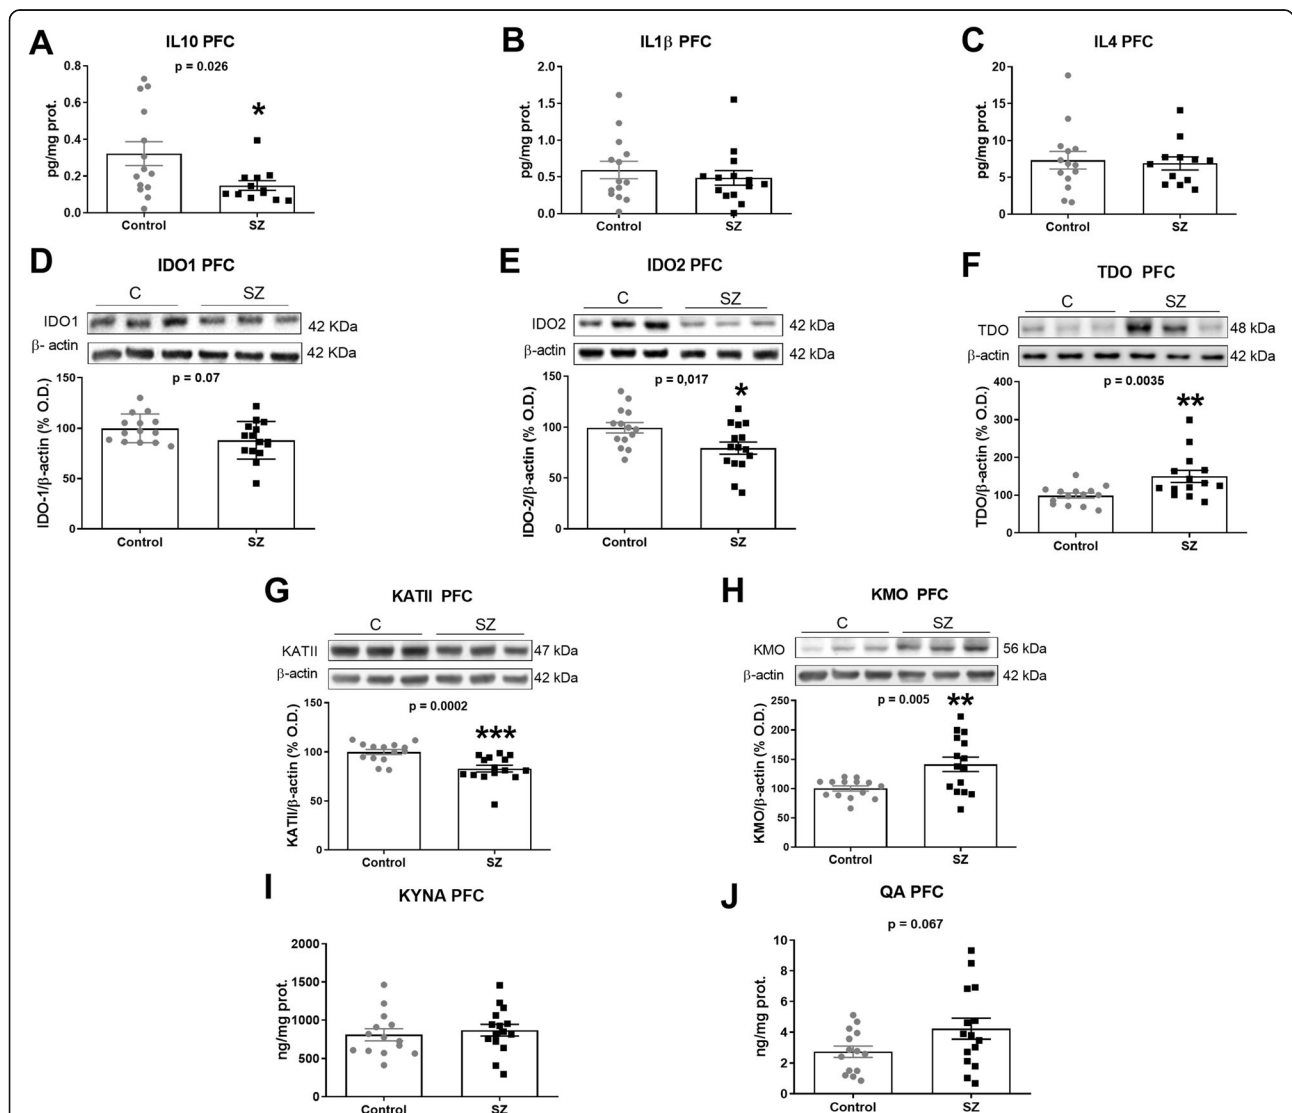 A
IL10 PFC
p = 0.026
*
pg/mg prot.
0.8
0.6
0.4
0.2
0.0
Control
SZ
B
IL1β PFC
pg/mg prot.
2.0
1.5
1.0
0.5
0.0
Control
SZ
C
IL4 PFC
pg/mg prot.
20
15
10
5
0
Control
SZ
D
IDO1 PFC
C
SZ
IDO1
42 KDa
β- actin
42 KDa
p = 0.07
IDO-1/β-actin (% O.D.)
150
100
50
0
Control
SZ
E
IDO2 PFC
C
SZ
IDO2
42 kDa
β-actin
42 kDa
p = 0,017
*
IDO-2/β-actin (% O.D.)
150
100
50
0
Control
SZ
F
TDO PFC
C
SZ
TDO
48 kDa
β-actin
42 kDa
p = 0.0035
**
TDO/β-actin (% O.D.)
400
300
200
100
0
Control
SZ
G
KATII PFC
C
SZ
KATII
47 kDa
β-actin
42 kDa
p = 0.0002
***
KATII/β-actin (% O.D.)
150
100
50
0
Control
SZ
H
KMO PFC
C
SZ
KMO
56 kDa
β-actin
42 kDa
p = 0.005
**
KMO/β-actin (% O.D.)
250
200
150
100
50
0
Control
SZ
I
KYNA PFC
ng/mg prot.
2000
1500
1000
500
0
Control
SZ
J
QA PFC
p = 0.067
ng/mg prot.
10
8
6
4
2
0
Control
SZ